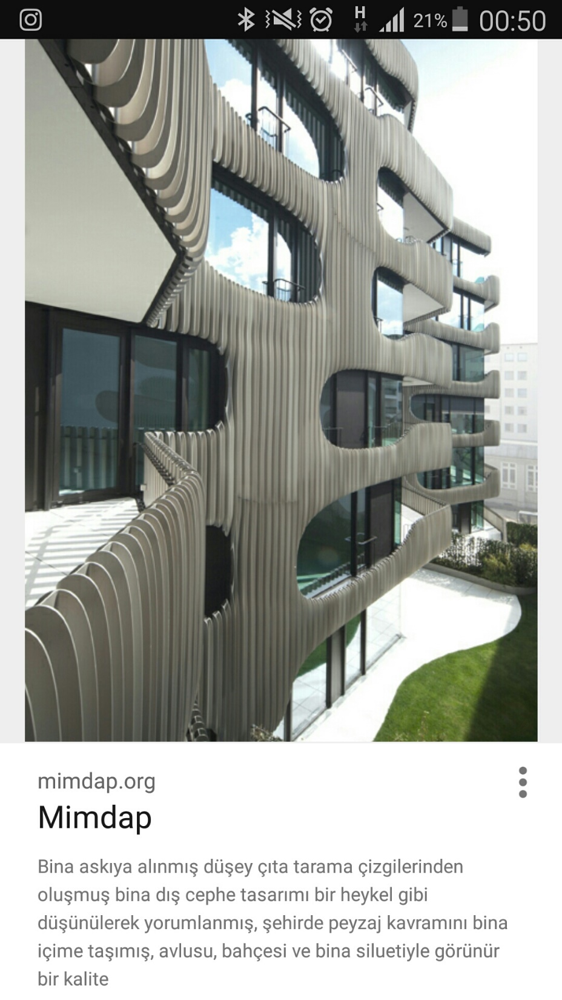 H 21% 00:50
mimdap.org
Mimdap
Bina askıya alınmış düşey çıta tarama çizgilerinden
oluşmuş bina dış cephe tasarımı bir heykel gibi
düşünülerek yorumlanmış, şehirde peyzaj kavramını bina
içime taşımış, avlusu, bahçesi ve bina siluetiyle görünür
bir kalite